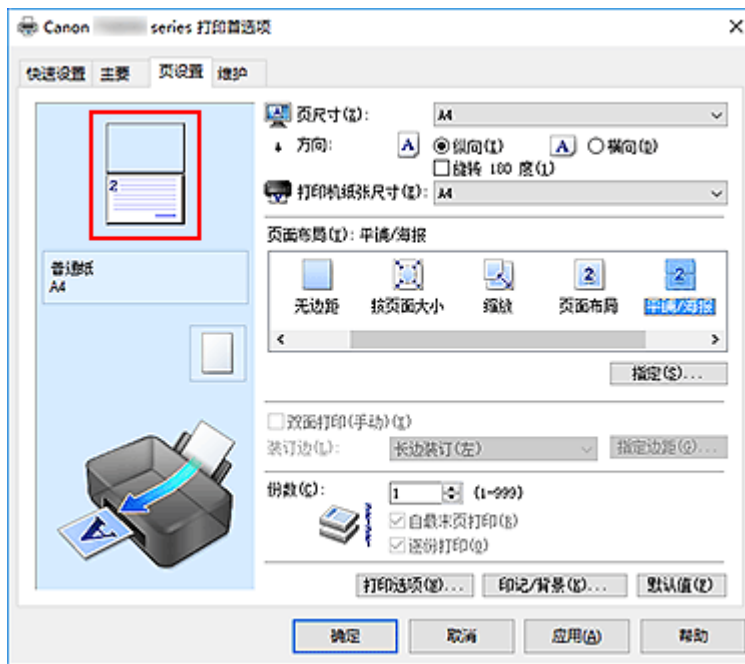 Canon series 打印首选项
快速设置 主要 页设置 维护
页尺寸(Z): A4
方向: A 纵向(I) A 横向(D)
旋转 180 度(1)
打印机纸张尺寸(E): A4
页面布局(I): 平铺/海报
2
无边距 按页面大小 缩放 页面布局 平铺/海报
普通纸
A4
指定(S)...
双面打印(手动)(X)
装订边(L): 长边装订(左) 指定边距(G)...
份数(C): 1 (1-999)
自最末页打印(R)
逐份打印(O)
打印选项(N)... 印记/背景(K)... 默认值(F)
确定 取消 应用(A) 帮助